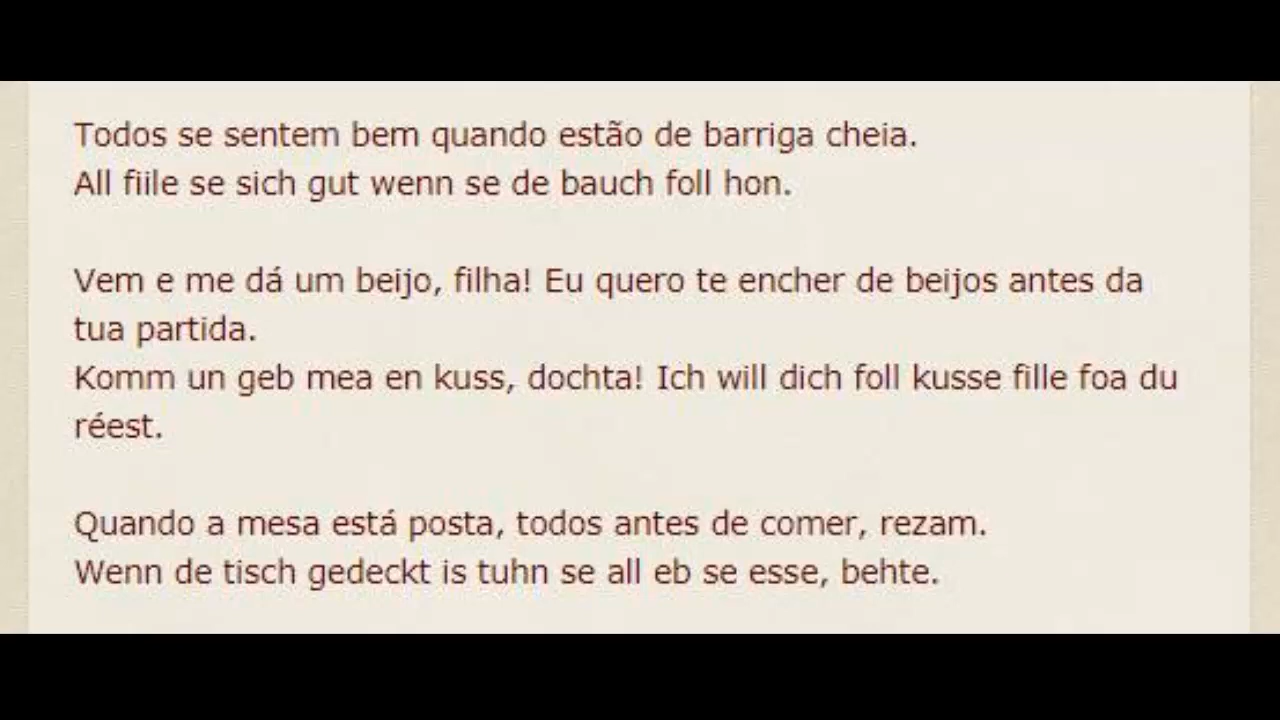 Todos se sentem bem quando estão de barriga cheia.
All fiile se sich gut wenn se de bauch foll hon.
Vem e me dá um beijo, filha! Eu quero te encher de beijos antes da
tua partida.
Komm un geb mea en kuss, dochta! Ich will dich foll kusse fille foa du
réest.
Quando a mesa está posta, todos antes de comer, rezam.
Wenn de tisch gedeckt is tuhn se all eb se esse, behte.